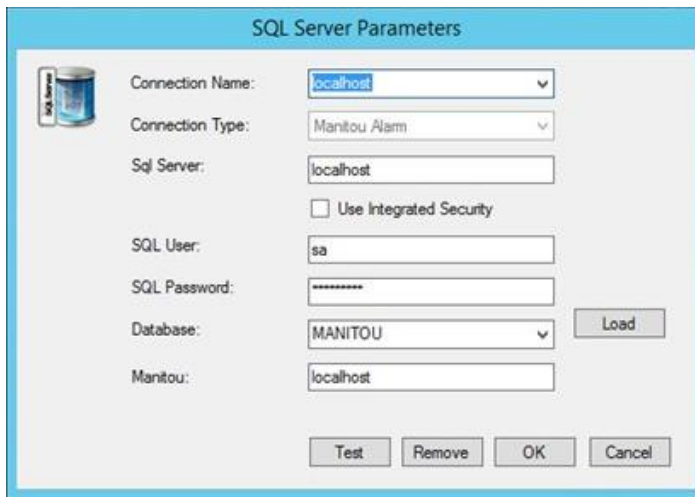 SQL Server Parameters
SQL Server
Connection Name:
localhost
Connection Type:
Manitou Alarm
Sql Server:
localhost
Use Integrated Security
SQL User:
sa
SQL Password:
•••••••••
Database:
MANITOU
Load
Manitou:
localhost
Test
Remove
OK
Cancel